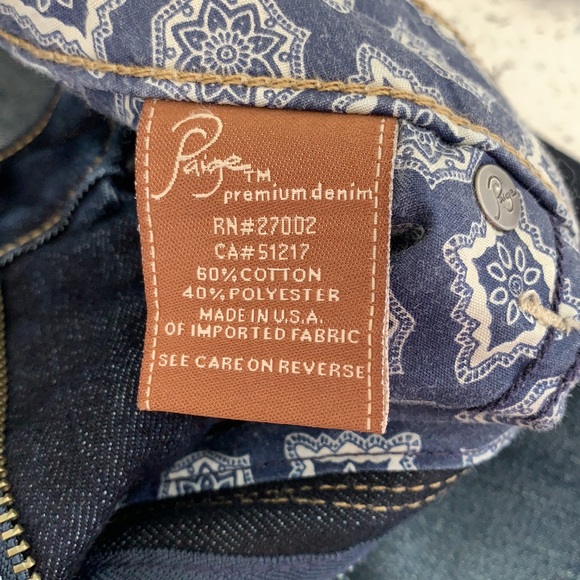 Paige™
premium denim
RN#27002
CA#51217
60% COTTON
40% POLYESTER
MADE IN U.S.A.
OF IMPORTED FABRIC
SEE CARE ON REVERSE
Paige